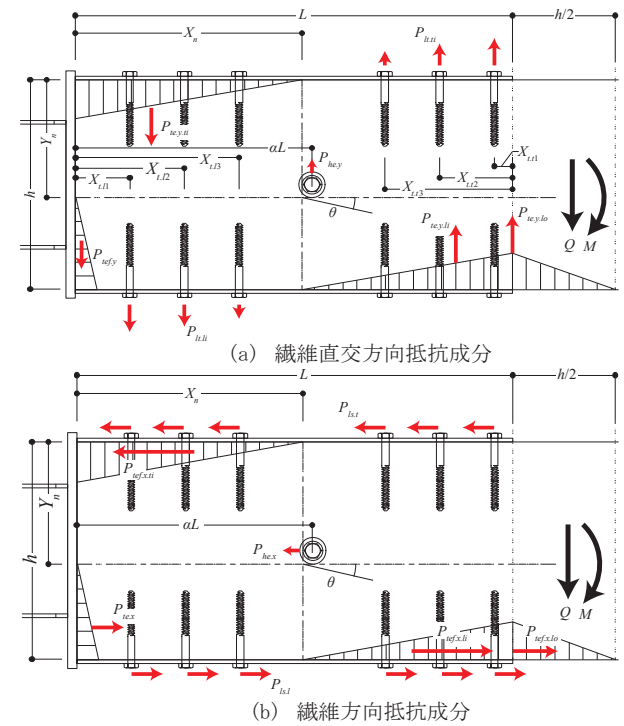 L
h/2
X_n
P_lt.ti
h
Y_n
P_te.y.ti
X_t.l3
αL
P_he.y
X_t.t1
X_t.l2
X_t.t2
X_t.l1
X_t.t3
θ
P_te.y.li
P_te.y.lo
P_tef.y
Q M
P_lt.li
(a) 繊維直交方向抵抗成分
L
h/2
X_n
P_ls.t
P_tef.x.ti
h
Y_n
αL
P_he.x
θ
P_te.x
Q M
P_tef.x.li
P_tef.x.lo
P_ls.l
(b) 繊維方向抵抗成分